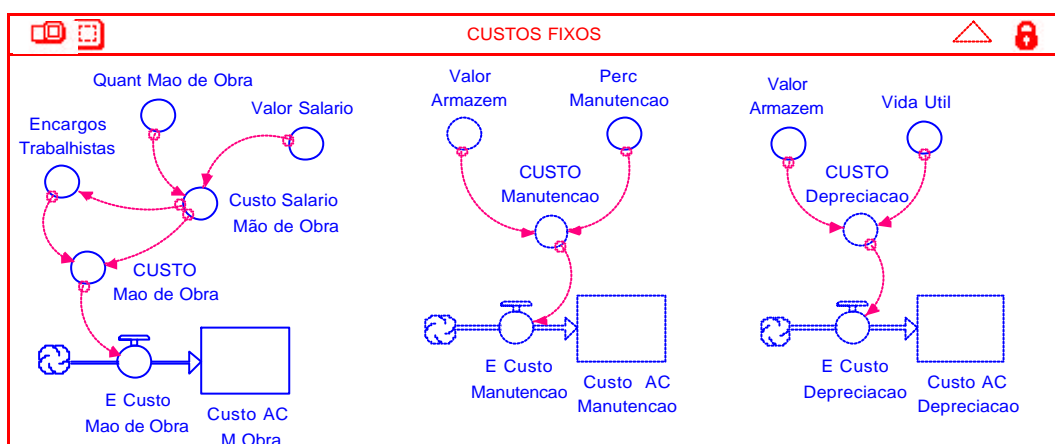 CUSTOS FIXOS
Quant Mao de Obra
Valor Salario
Encargos
Trabalhistas
Custo Salario
Mão de Obra
CUSTO
Mao de Obra
E Custo
Mao de Obra
Custo AC
M Obra
Valor
Armazem
Perc
Manutencao
CUSTO
Manutencao
E Custo
Manutencao
Custo AC
Manutencao
Valor
Armazem
Vida Util
CUSTO
Depreciacao
E Custo
Depreciacao
Custo AC
Depreciacao